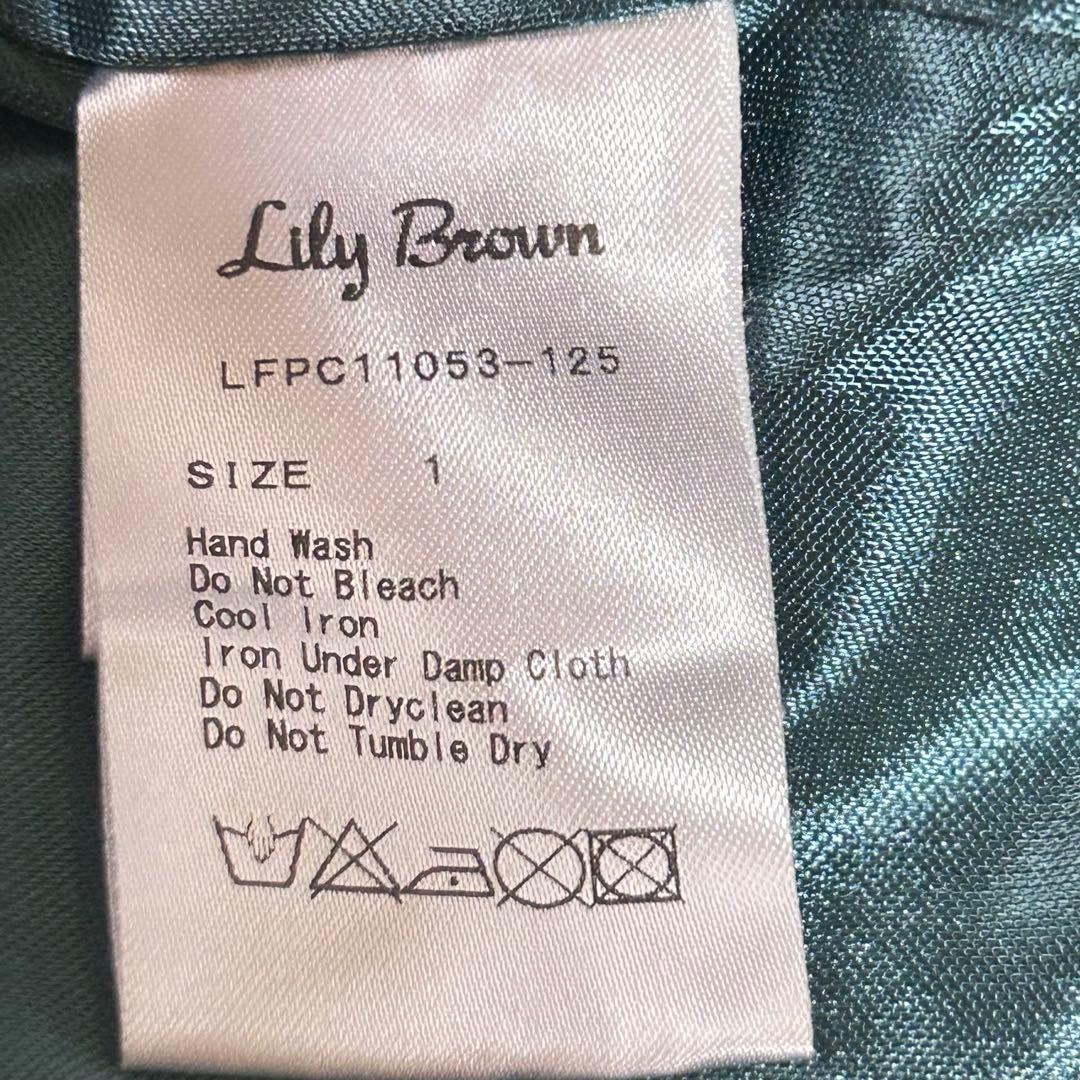 Lily Brown
LFPC11053-125
SIZE 1
Hand Wash
Do Not Bleach
Cool Iron
Iron Under Damp Cloth
Do Not Dryclean
Do Not Tumble Dry